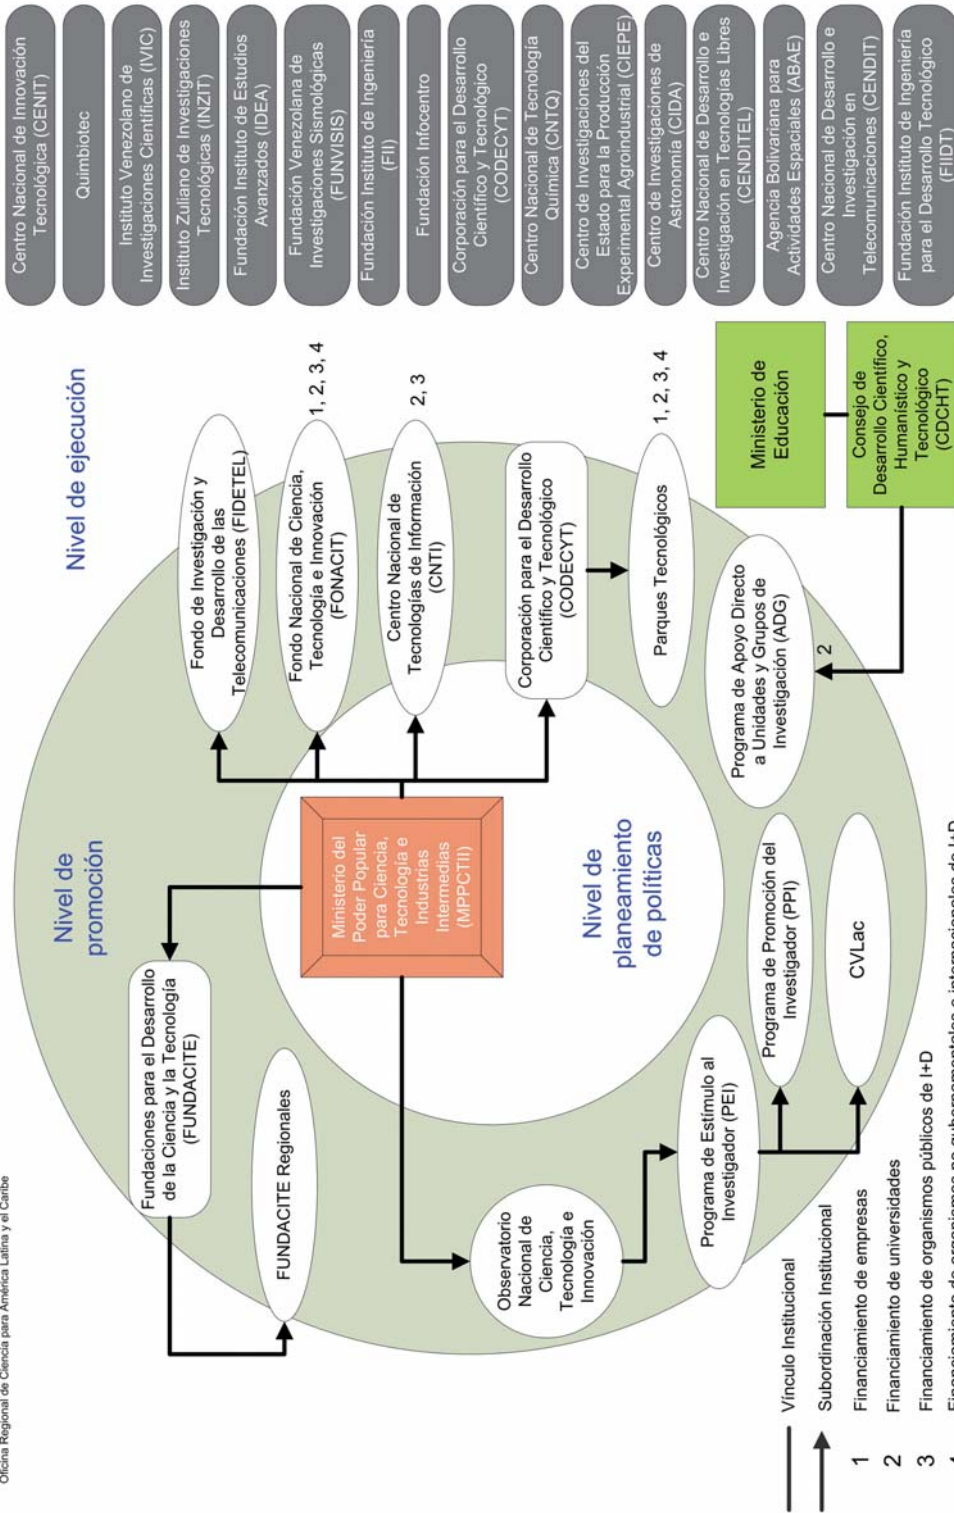 Oficina Regional de Ciencia para América Latina y el Caribe
Nivel de
promoción
Nivel de ejecución
Fundaciones para el Desarrollo
de la Ciencia y la Tecnología
(FUNDACITE)
FUNDACITE Regionales
Ministerio del
Poder Popular
para Ciencia,
Tecnología e
Industrias
Intermedias
(MPPCTII)
Fondo de Investigación y
Desarrollo de las
Telecomunicaciones (FIDETEL)
Fondo Nacional de Ciencia,
Tecnología e Innovación
(FONACIT)
1, 2, 3, 4
Centro Nacional de
Tecnologías de Información
(CNTI)
2, 3
Corporación para el Desarrollo
Científico y Tecnológico
(CODECYT)
Parques Tecnológicos
1, 2, 3, 4
Nivel de
planeamiento
de políticas
Observatorio
Nacional de
Ciencia,
Tecnología e
Innovación
Programa de Estímulo al
Investigador (PEI)
Programa de Promoción del
Investigador (PPI)
CVLac
Programa de Apoyo Directo
a Unidades y Grupos de
Investigación (ADG)
2
Ministerio de
Educación
Consejo de
Desarrollo Científico,
Humanístico y
Tecnológico
(CDCHT)
Centro Nacional de Innovación
Tecnológica (CENIT)
Quimbiotec
Instituto Venezolano de
Investigaciones Científicas (IVIC)
Instituto Zuliano de Investigaciones
Tecnológicas (INZIT)
Fundación Instituto de Estudios
Avanzados (IDEA)
Fundación Venezolana de
Investigaciones Sismológicas
(FUNVISIS)
Fundación Instituto de Ingeniería
(FII)
Fundación Infocentro
Corporación para el Desarrollo
Científico y Tecnológico
(CODECYT)
Centro Nacional de Tecnología
Química (CNTQ)
Centro de Investigaciones del
Estado para la Producción
Experimental Agroindustrial (CIEPE)
Centro de Investigaciones de
Astronomía (CIDA)
Centro Nacional de Desarrollo e
Investigación en Tecnologías Libres
(CENDITEL)
Agencia Bolivariana para
Actividades Espaciales (ABAE)
Centro Nacional de Desarrollo e
Investigación en
Telecomunicaciones (CENDIT)
Fundación Instituto de Ingeniería
para el Desarrollo Tecnológico
(FIIDT)
Vínculo Institucional
Subordinación Institucional
1 Financiamiento de empresas
2 Financiamiento de universidades
3 Financiamiento de organismos públicos de I+D
4 Financiamiento de organismos no gubernamentales e internacionales de I+D